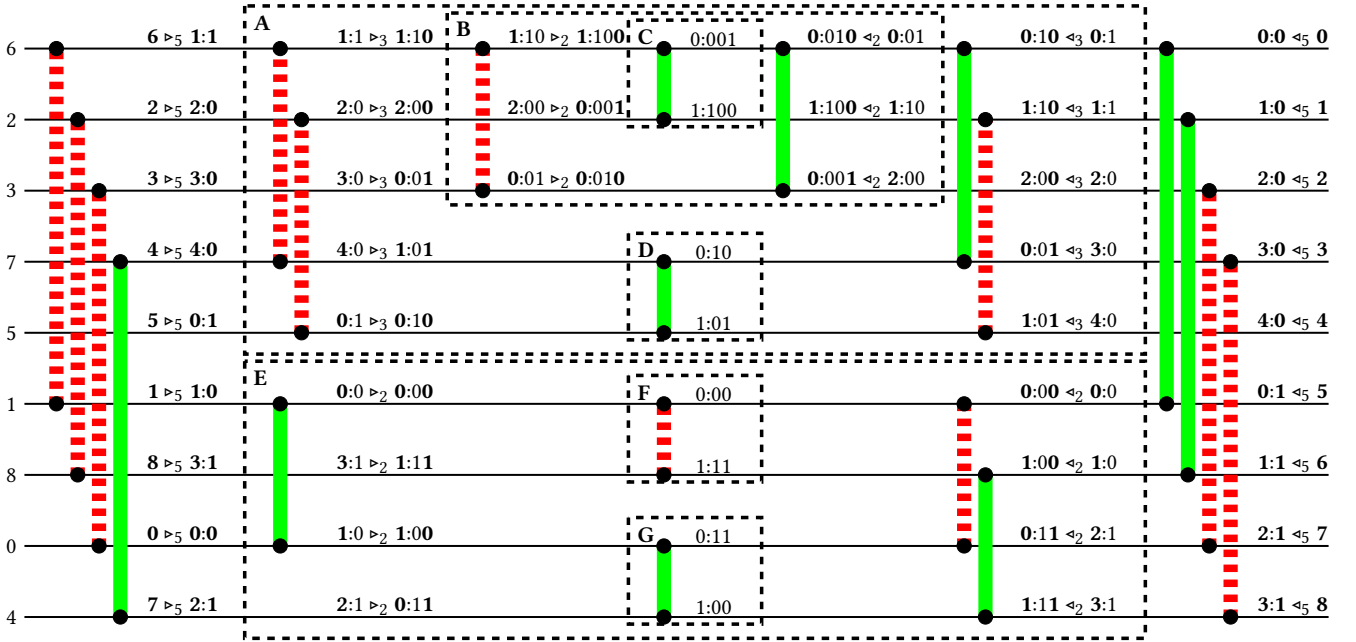 A
B
C
6 6 ▹5 1:1 1:1 ▹3 1:10 1:10 ▹2 1:100 0:001 0:010 ◃2 0:01 0:10 ◃3 0:1 0:0 ◃5 0
2 2 ▹5 2:0 2:0 ▹3 2:00 2:00 ▹2 0:001 1:100 1:100 ◃2 1:10 1:10 ◃3 1:1 1:0 ◃5 1
3 3 ▹5 3:0 3:0 ▹3 0:01 0:01 ▹2 0:010 0:001 ◃2 2:00 2:00 ◃3 2:0 2:0 ◃5 2
7 4 ▹5 4:0 4:0 ▹3 1:01 D 0:10 0:01 ◃3 3:0 3:0 ◃5 3
5 5 ▹5 0:1 0:1 ▹3 0:10 1:01 1:01 ◃3 4:0 4:0 ◃5 4
E
1 1 ▹5 1:0 0:0 ▹2 0:00 F 0:00 0:00 ◃2 0:0 0:1 ◃5 5
8 8 ▹5 3:1 3:1 ▹2 1:11 1:11 1:00 ◃2 1:0 1:1 ◃5 6
0 0 ▹5 0:0 1:0 ▹2 1:00 G 0:11 0:11 ◃2 2:1 2:1 ◃5 7
4 7 ▹5 2:1 2:1 ▹2 0:11 1:00 1:11 ◃2 3:1 3:1 ◃5 8